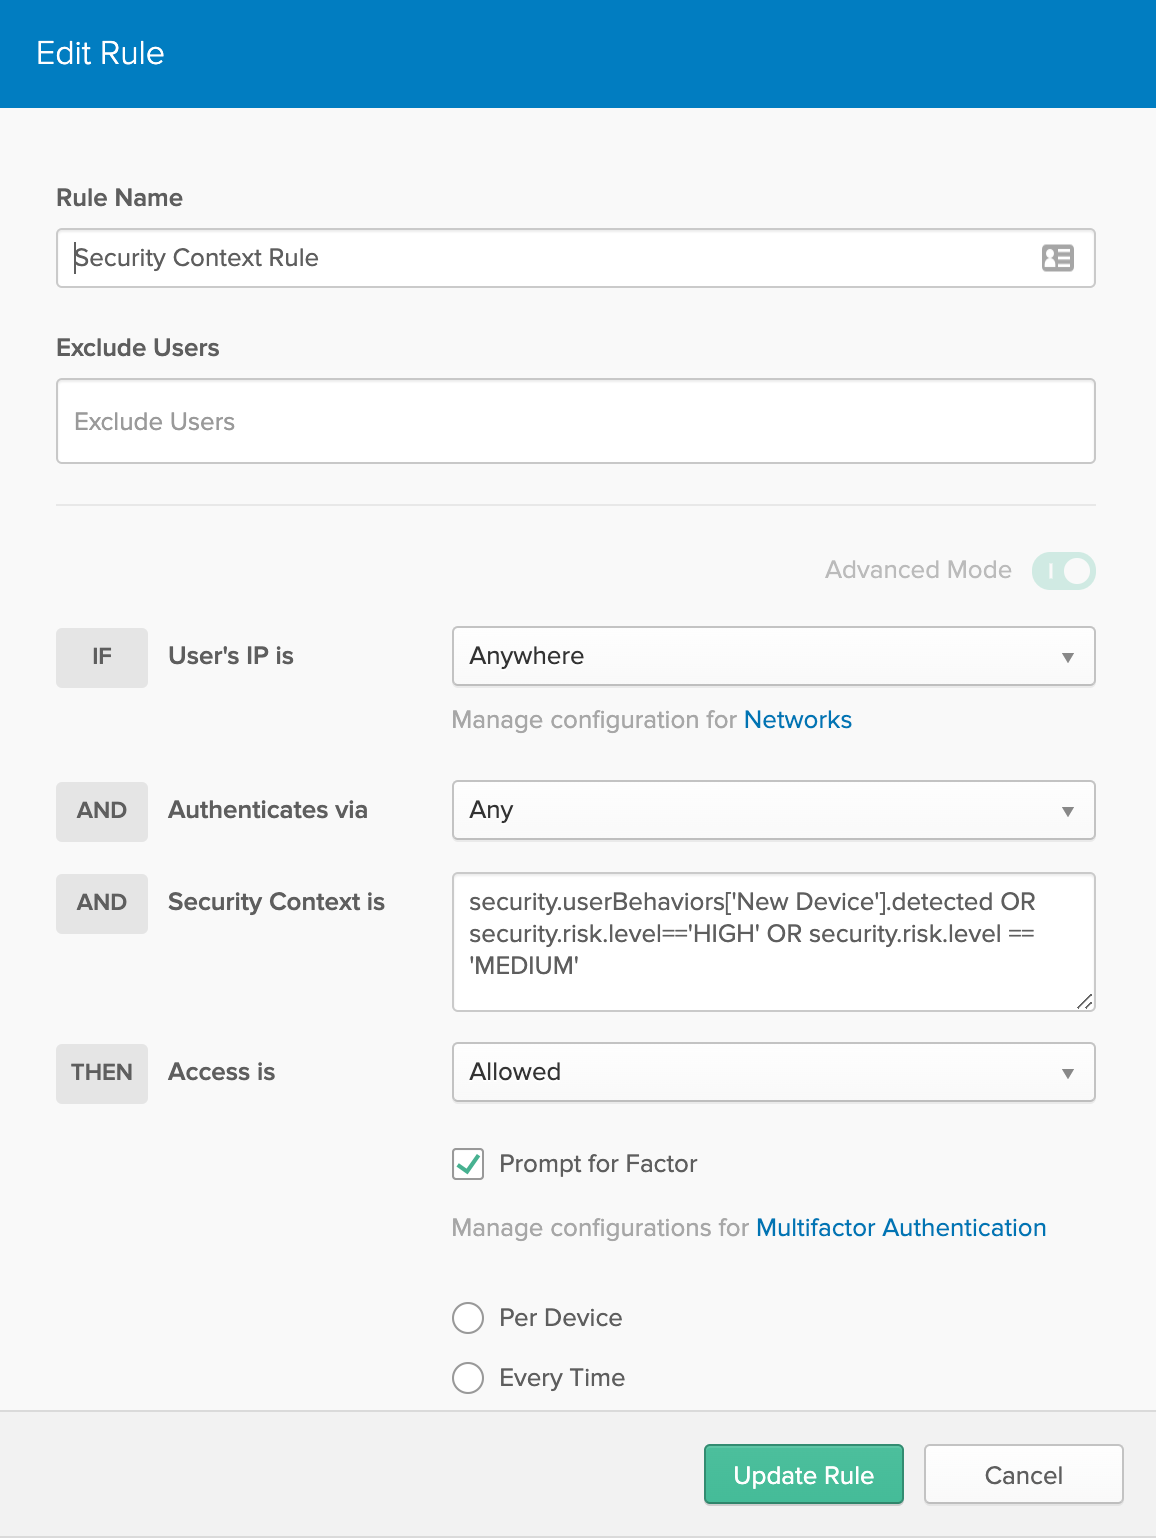 Edit Rule
Rule Name
Security Context Rule
Exclude Users
Exclude Users
Advanced Mode
IF User's IP is Anywhere
Manage configuration for Networks
AND Authenticates via Any
AND Security Context is security.userBehaviors['New Device'].detected OR
security.risk.level=='HIGH' OR security.risk.level ==
'MEDIUM'
THEN Access is Allowed
Prompt for Factor
Manage configurations for Multifactor Authentication
Per Device
Every Time
Update Rule Cancel